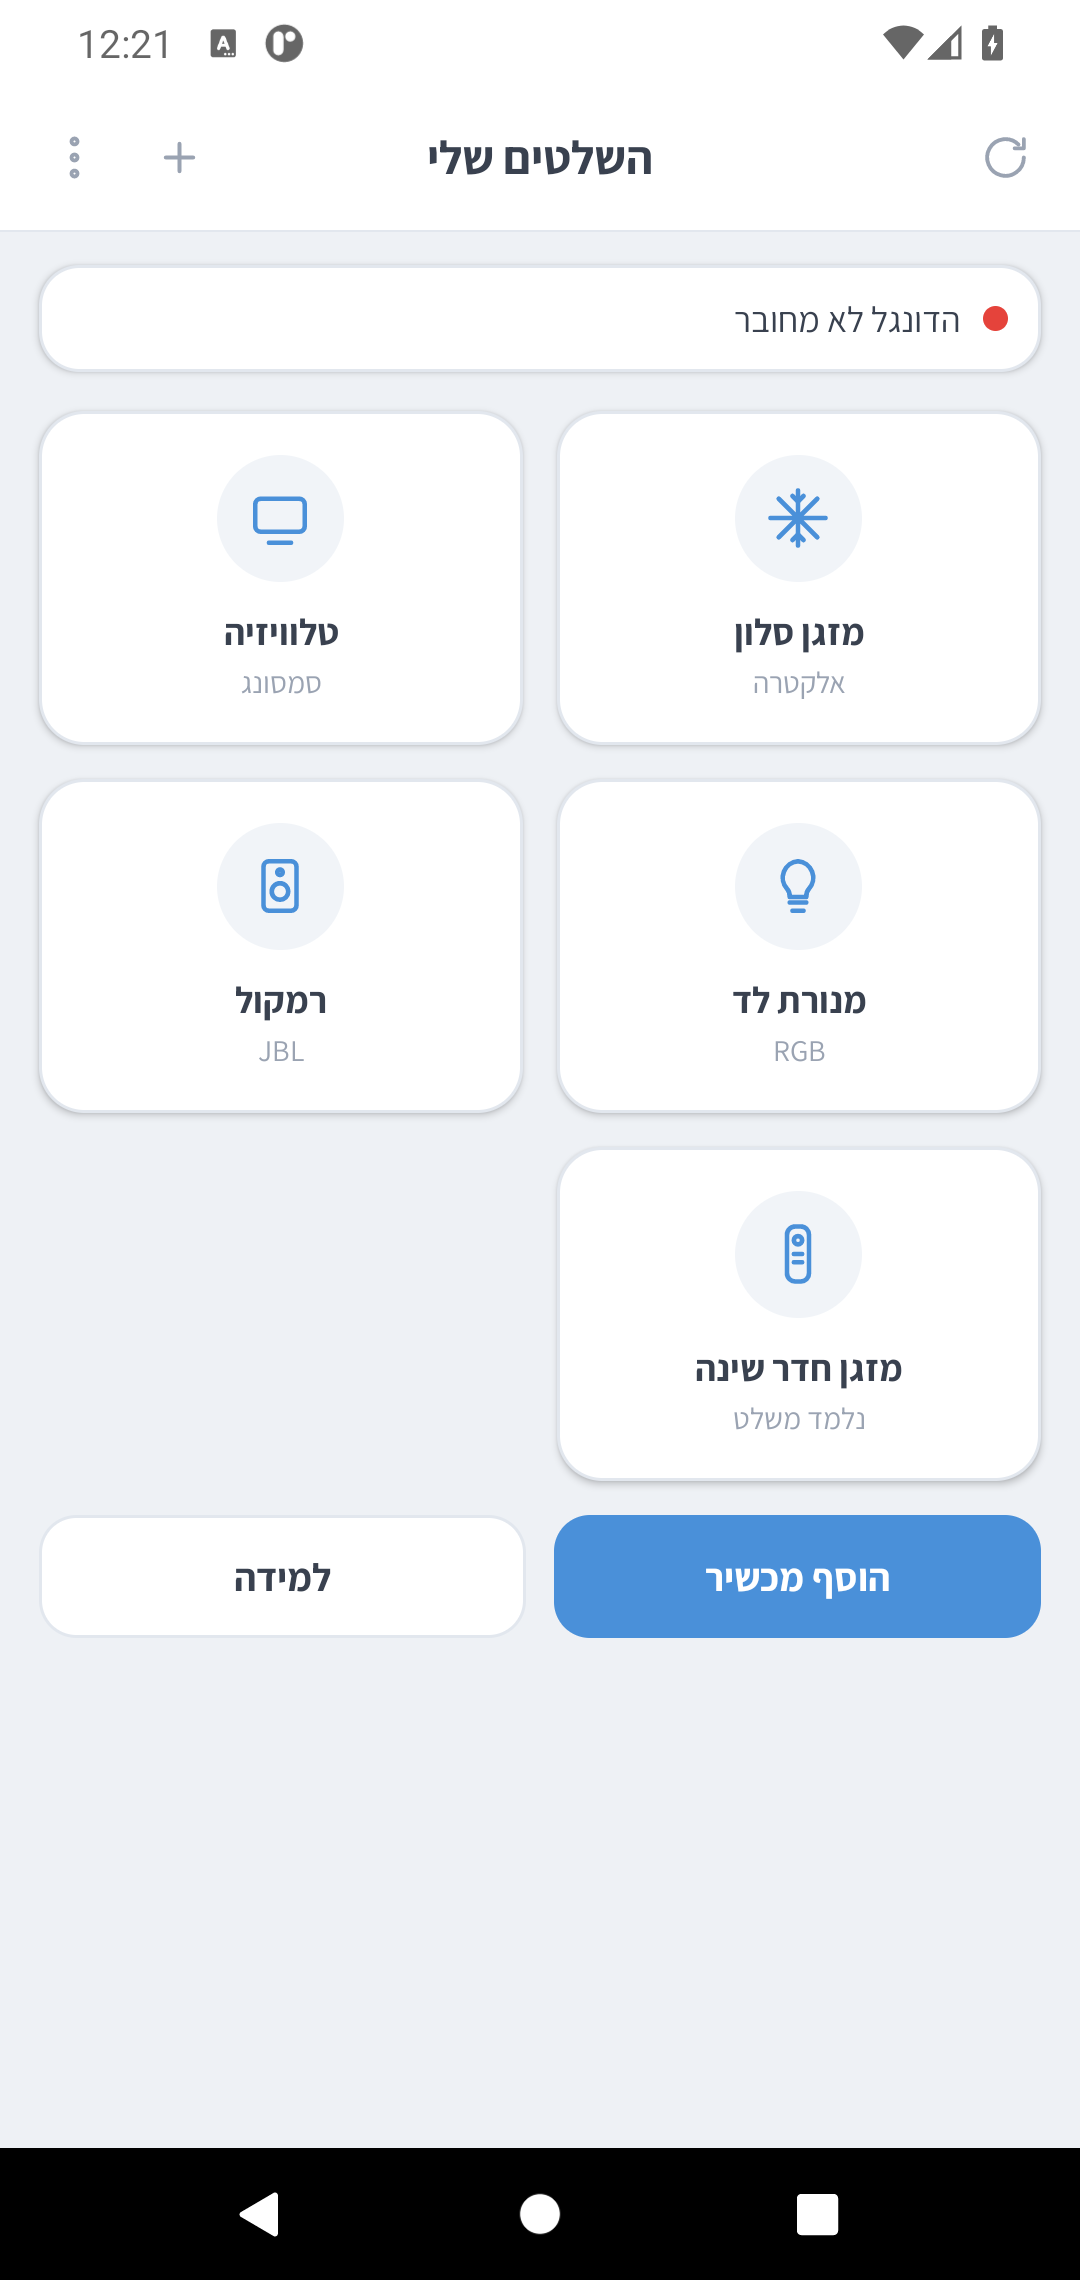 12:21
השלטים שלי
הדונגל לא מחובר
מזגן סלון
אלקטרה
טלוויזיה
סמסונג
מנורת לד
RGB
רמקול
JBL
מזגן חדר שינה
נלמד משלט
הוסף מכשיר
למידה